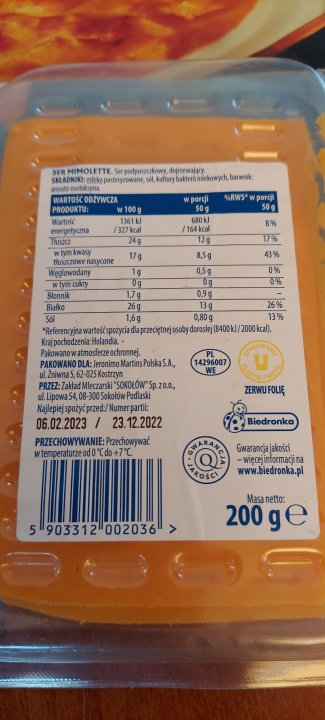 SER MIMOLETTE. Ser podpuszczkowy, dojrzewający.
SKŁADNIKI: mleko pasteryzowane, sól, kultury bakterii mlekowych, barwnik:
annato norbiksyna.
WARTOŚĆ ODŻYWCZA w porcji %RWS* w porcji
PRODUKTU: w 100 g 50 g 50 g
Wartość 1361 kJ 680 kJ 8 %
energetyczna / 327 kcal / 164 kcal
Tłuszcz 24 g 12 g 17 %
w tym kwasy
tłuszczowe nasycone 17 g 8,5 g 43 %
Węglowodany 1 g 0,5 g 0 %
w tym cukry 0 g 0 g 0 %
Błonnik 1,7 g 0,9 g –
Białko 26 g 13 g 26 %
Sól 1,6 g 0,80 g 13 %
*Referencyjna wartość spożycia dla przeciętnej osoby dorosłej (8400 kJ / 2000 kcal).
Kraj pochodzenia: Holandia.
Pakowano w atmosferze ochronnej.
PAKOWANO DLA: Jeronimo Martins Polska S.A.,
ul. Żniwna 5, 62-025 Kostrzyn
PRZEZ: Zakład Mleczarski "SOKOŁÓW" Sp. z o.o.,
ul. Lipowa 54, 08-300 Sokołów Podlaski
Najlepiej spożyć przed:/ Numer partii:
06.02.2023 / 23.12.2022
PRZECHOWYWANIE: Przechowywać
w temperaturze od 0 °C do +7 °C.
PL
14296007
WE
OPAKOWANIE
U
ZERWIJ FOLIĘ
Biedronka
GWARANCJA
Q
JAKOŚCI
Gwarancja jakości
– więcej informacji na
www.biedronka.pl
Masa netto:
200 g e
5 903312 002036 >